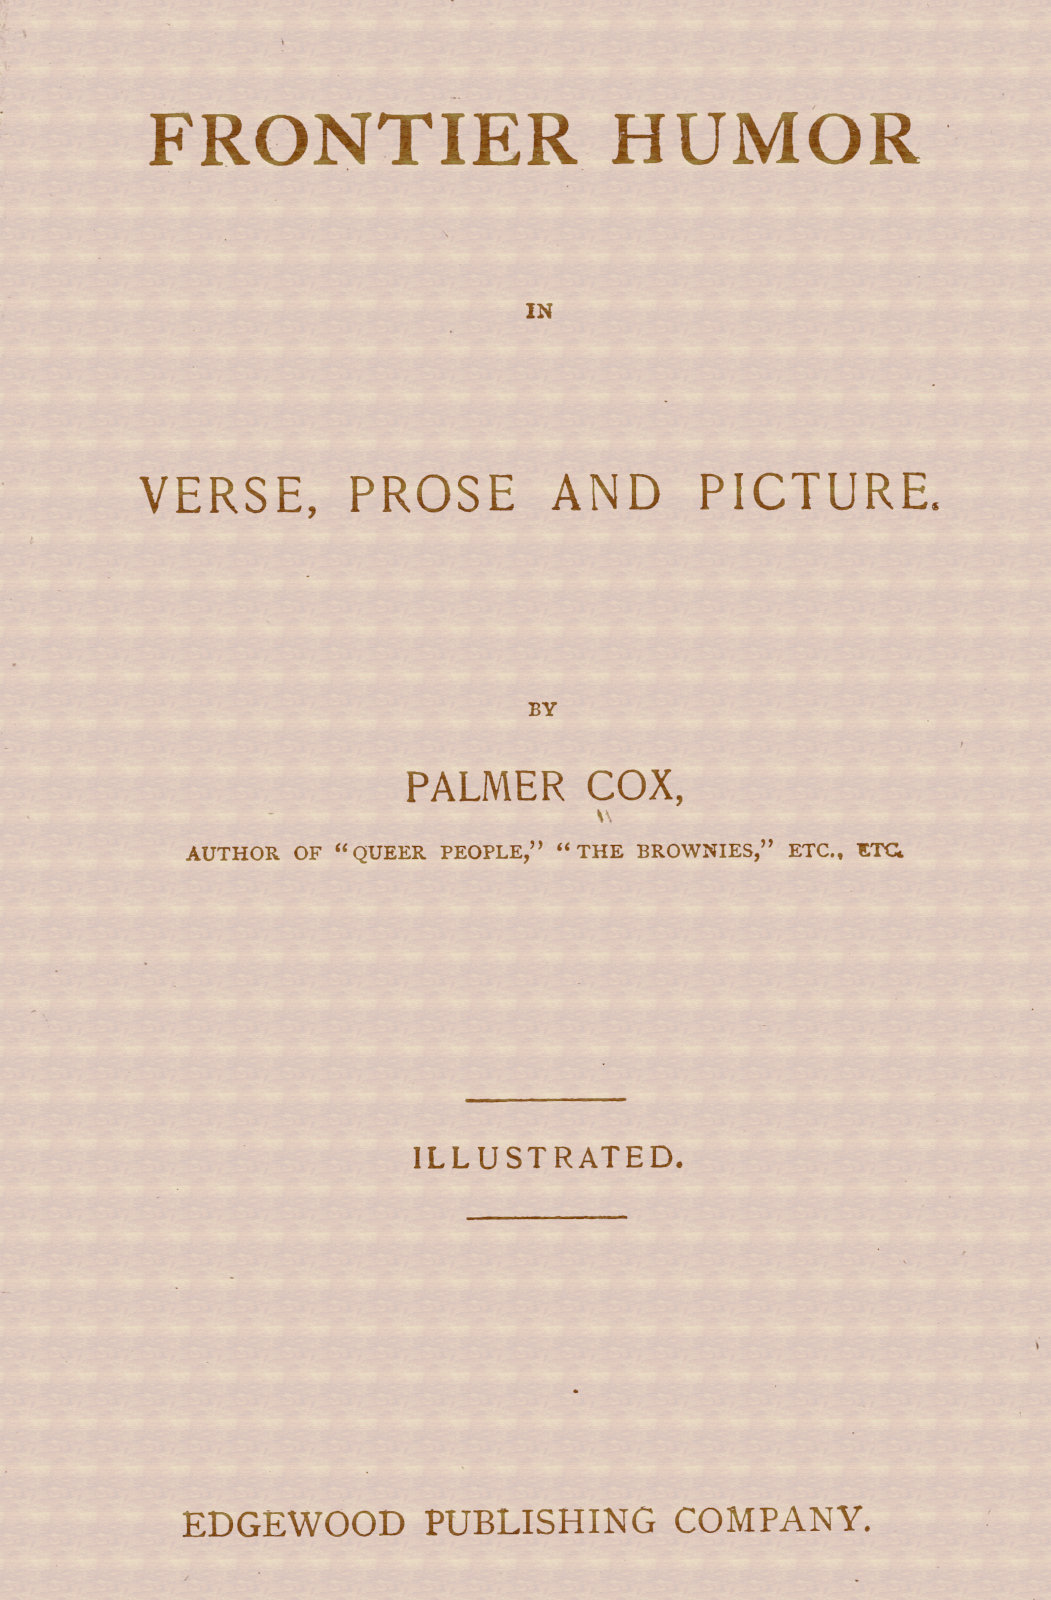 FRONTIER HUMOR
IN
VERSE, PROSE AND PICTURE.
BY
PALMER COX,
AUTHOR OF “QUEER PEOPLE,” “THE BROWNIES,” ETC., ETC.
ILLUSTRATED.
EDGEWOOD PUBLISHING COMPANY.